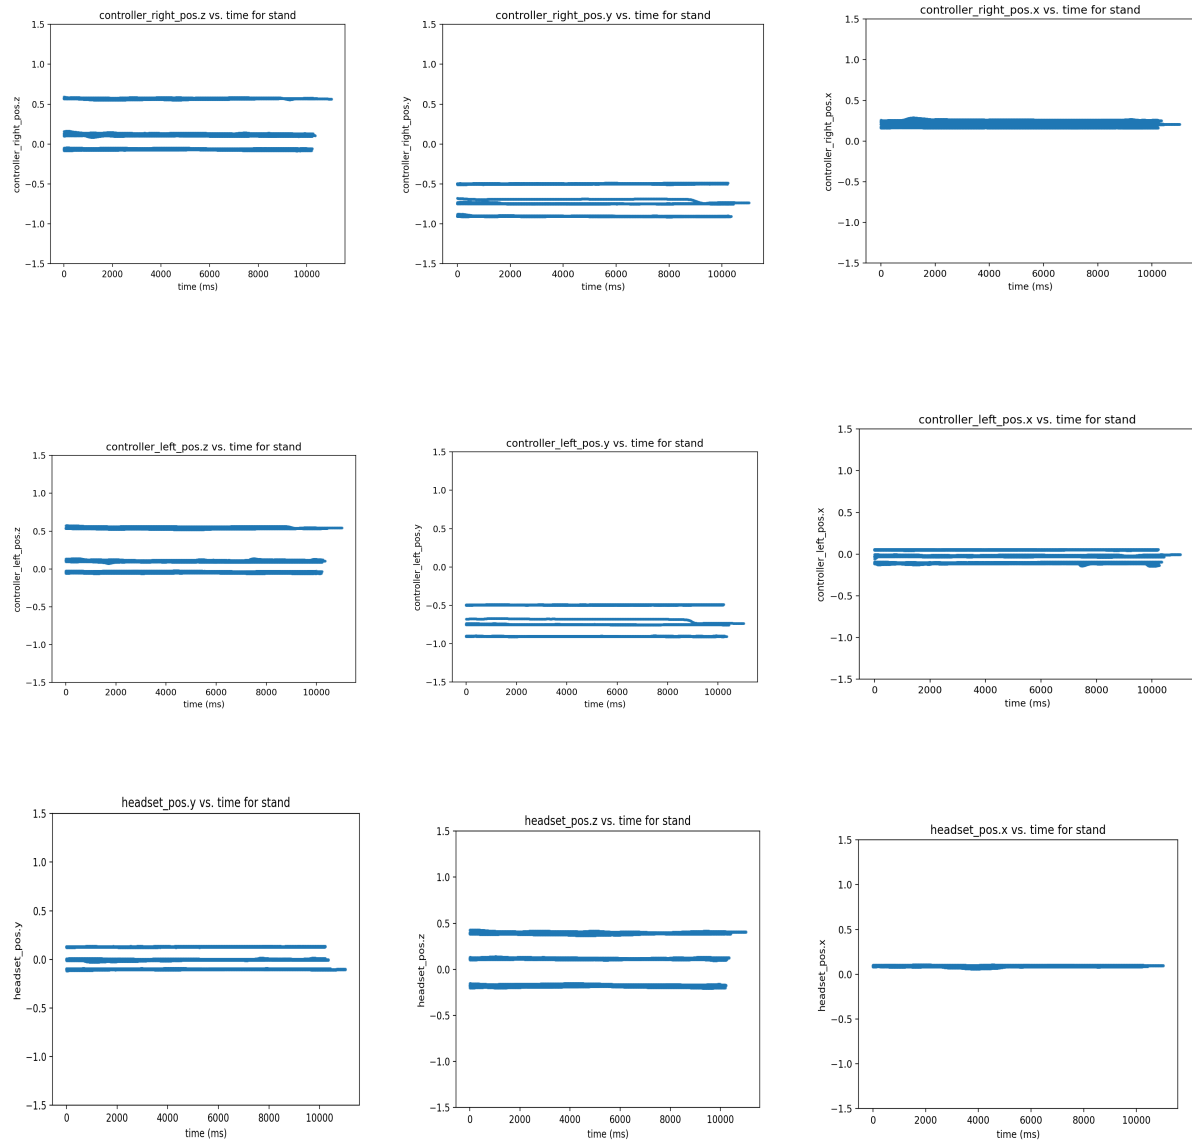 controller_right_pos.z vs. time for stand
1.5
1.0
0.5
0.0
−0.5
−1.0
−1.5
controller_right_pos.z
0 2000 4000 6000 8000 10000
time (ms)
controller_right_pos.y vs. time for stand
1.5
1.0
0.5
0.0
−0.5
−1.0
−1.5
controller_right_pos.y
0 2000 4000 6000 8000 10000
time (ms)
controller_right_pos.x vs. time for stand
1.5
1.0
0.5
0.0
−0.5
−1.0
−1.5
controller_right_pos.x
0 2000 4000 6000 8000 10000
time (ms)
controller_left_pos.z vs. time for stand
1.5
1.0
0.5
0.0
−0.5
−1.0
−1.5
controller_left_pos.z
0 2000 4000 6000 8000 10000
time (ms)
controller_left_pos.y vs. time for stand
1.5
1.0
0.5
0.0
−0.5
−1.0
−1.5
controller_left_pos.y
0 2000 4000 6000 8000 10000
time (ms)
controller_left_pos.x vs. time for stand
1.5
1.0
0.5
0.0
−0.5
−1.0
−1.5
controller_left_pos.x
0 2000 4000 6000 8000 10000
time (ms)
headset_pos.y vs. time for stand
1.5
1.0
0.5
0.0
−0.5
−1.0
−1.5
headset_pos.y
0 2000 4000 6000 8000 10000
time (ms)
headset_pos.z vs. time for stand
1.5
1.0
0.5
0.0
−0.5
−1.0
−1.5
headset_pos.z
0 2000 4000 6000 8000 10000
time (ms)
headset_pos.x vs. time for stand
1.5
1.0
0.5
0.0
−0.5
−1.0
−1.5
headset_pos.x
0 2000 4000 6000 8000 10000
time (ms)